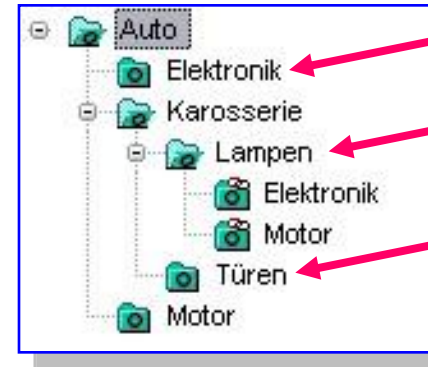 Auto
Elektronik
Karosserie
Lampen
Elektronik
Motor
Türen
Motor